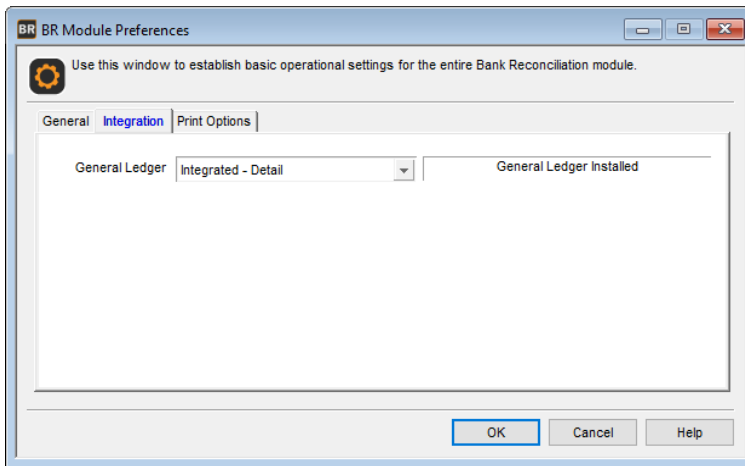 BR BR Module Preferences
Use this window to establish basic operational settings for the entire Bank Reconciliation module.
General Integration Print Options
General Ledger Integrated - Detail General Ledger Installed
OK Cancel Help